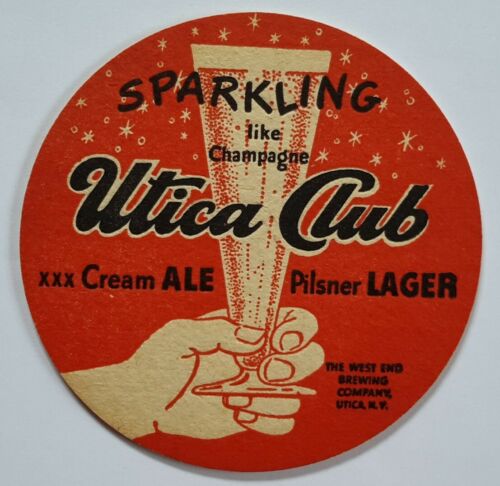 SPARKLING
like
Champagne
Utica Club
xxx Cream ALE Pilsner LAGER
THE WEST END
BREWING
COMPANY,
UTICA, N.Y.